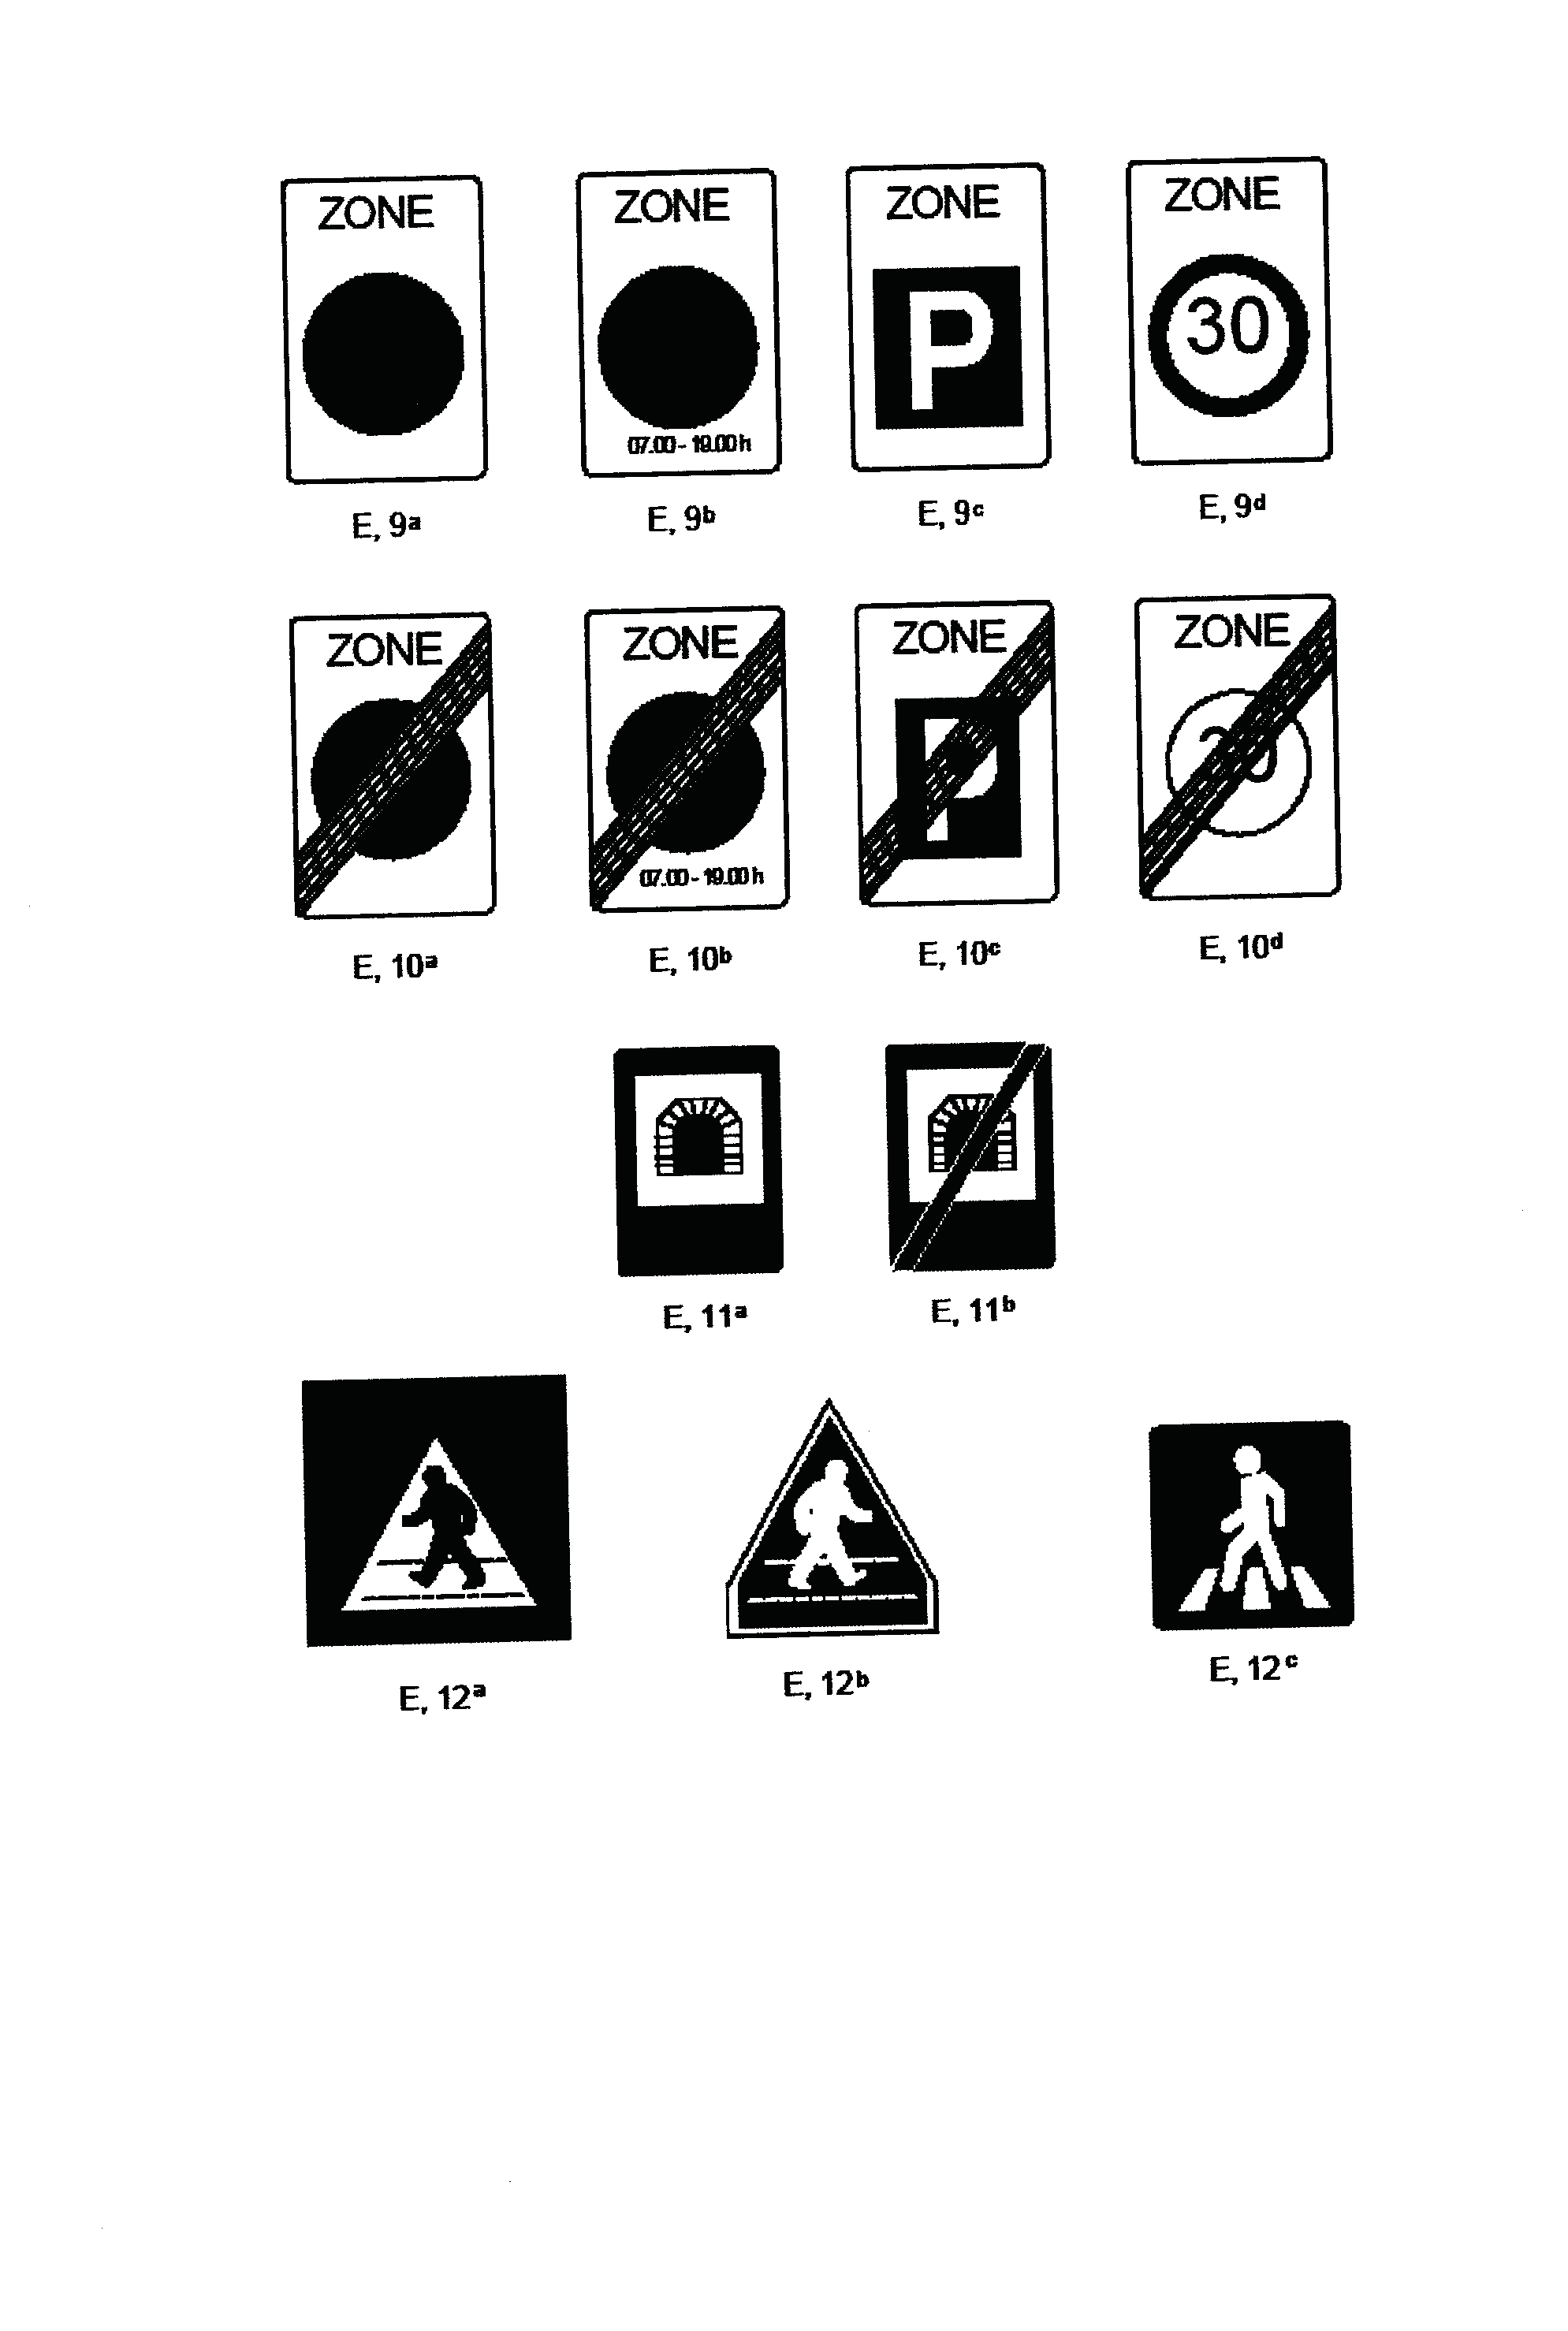 ZONE ZONE ZONE ZONE
P 30
07.00 - 19.00 h
E, 9a E, 9b E, 9c E, 9d
ZONE ZONE ZONE ZONE
P
07.00 - 19.00 h
E, 10a E, 10b E, 10c E, 10d
E, 11a E, 11b
E, 12a E, 12b E, 12c